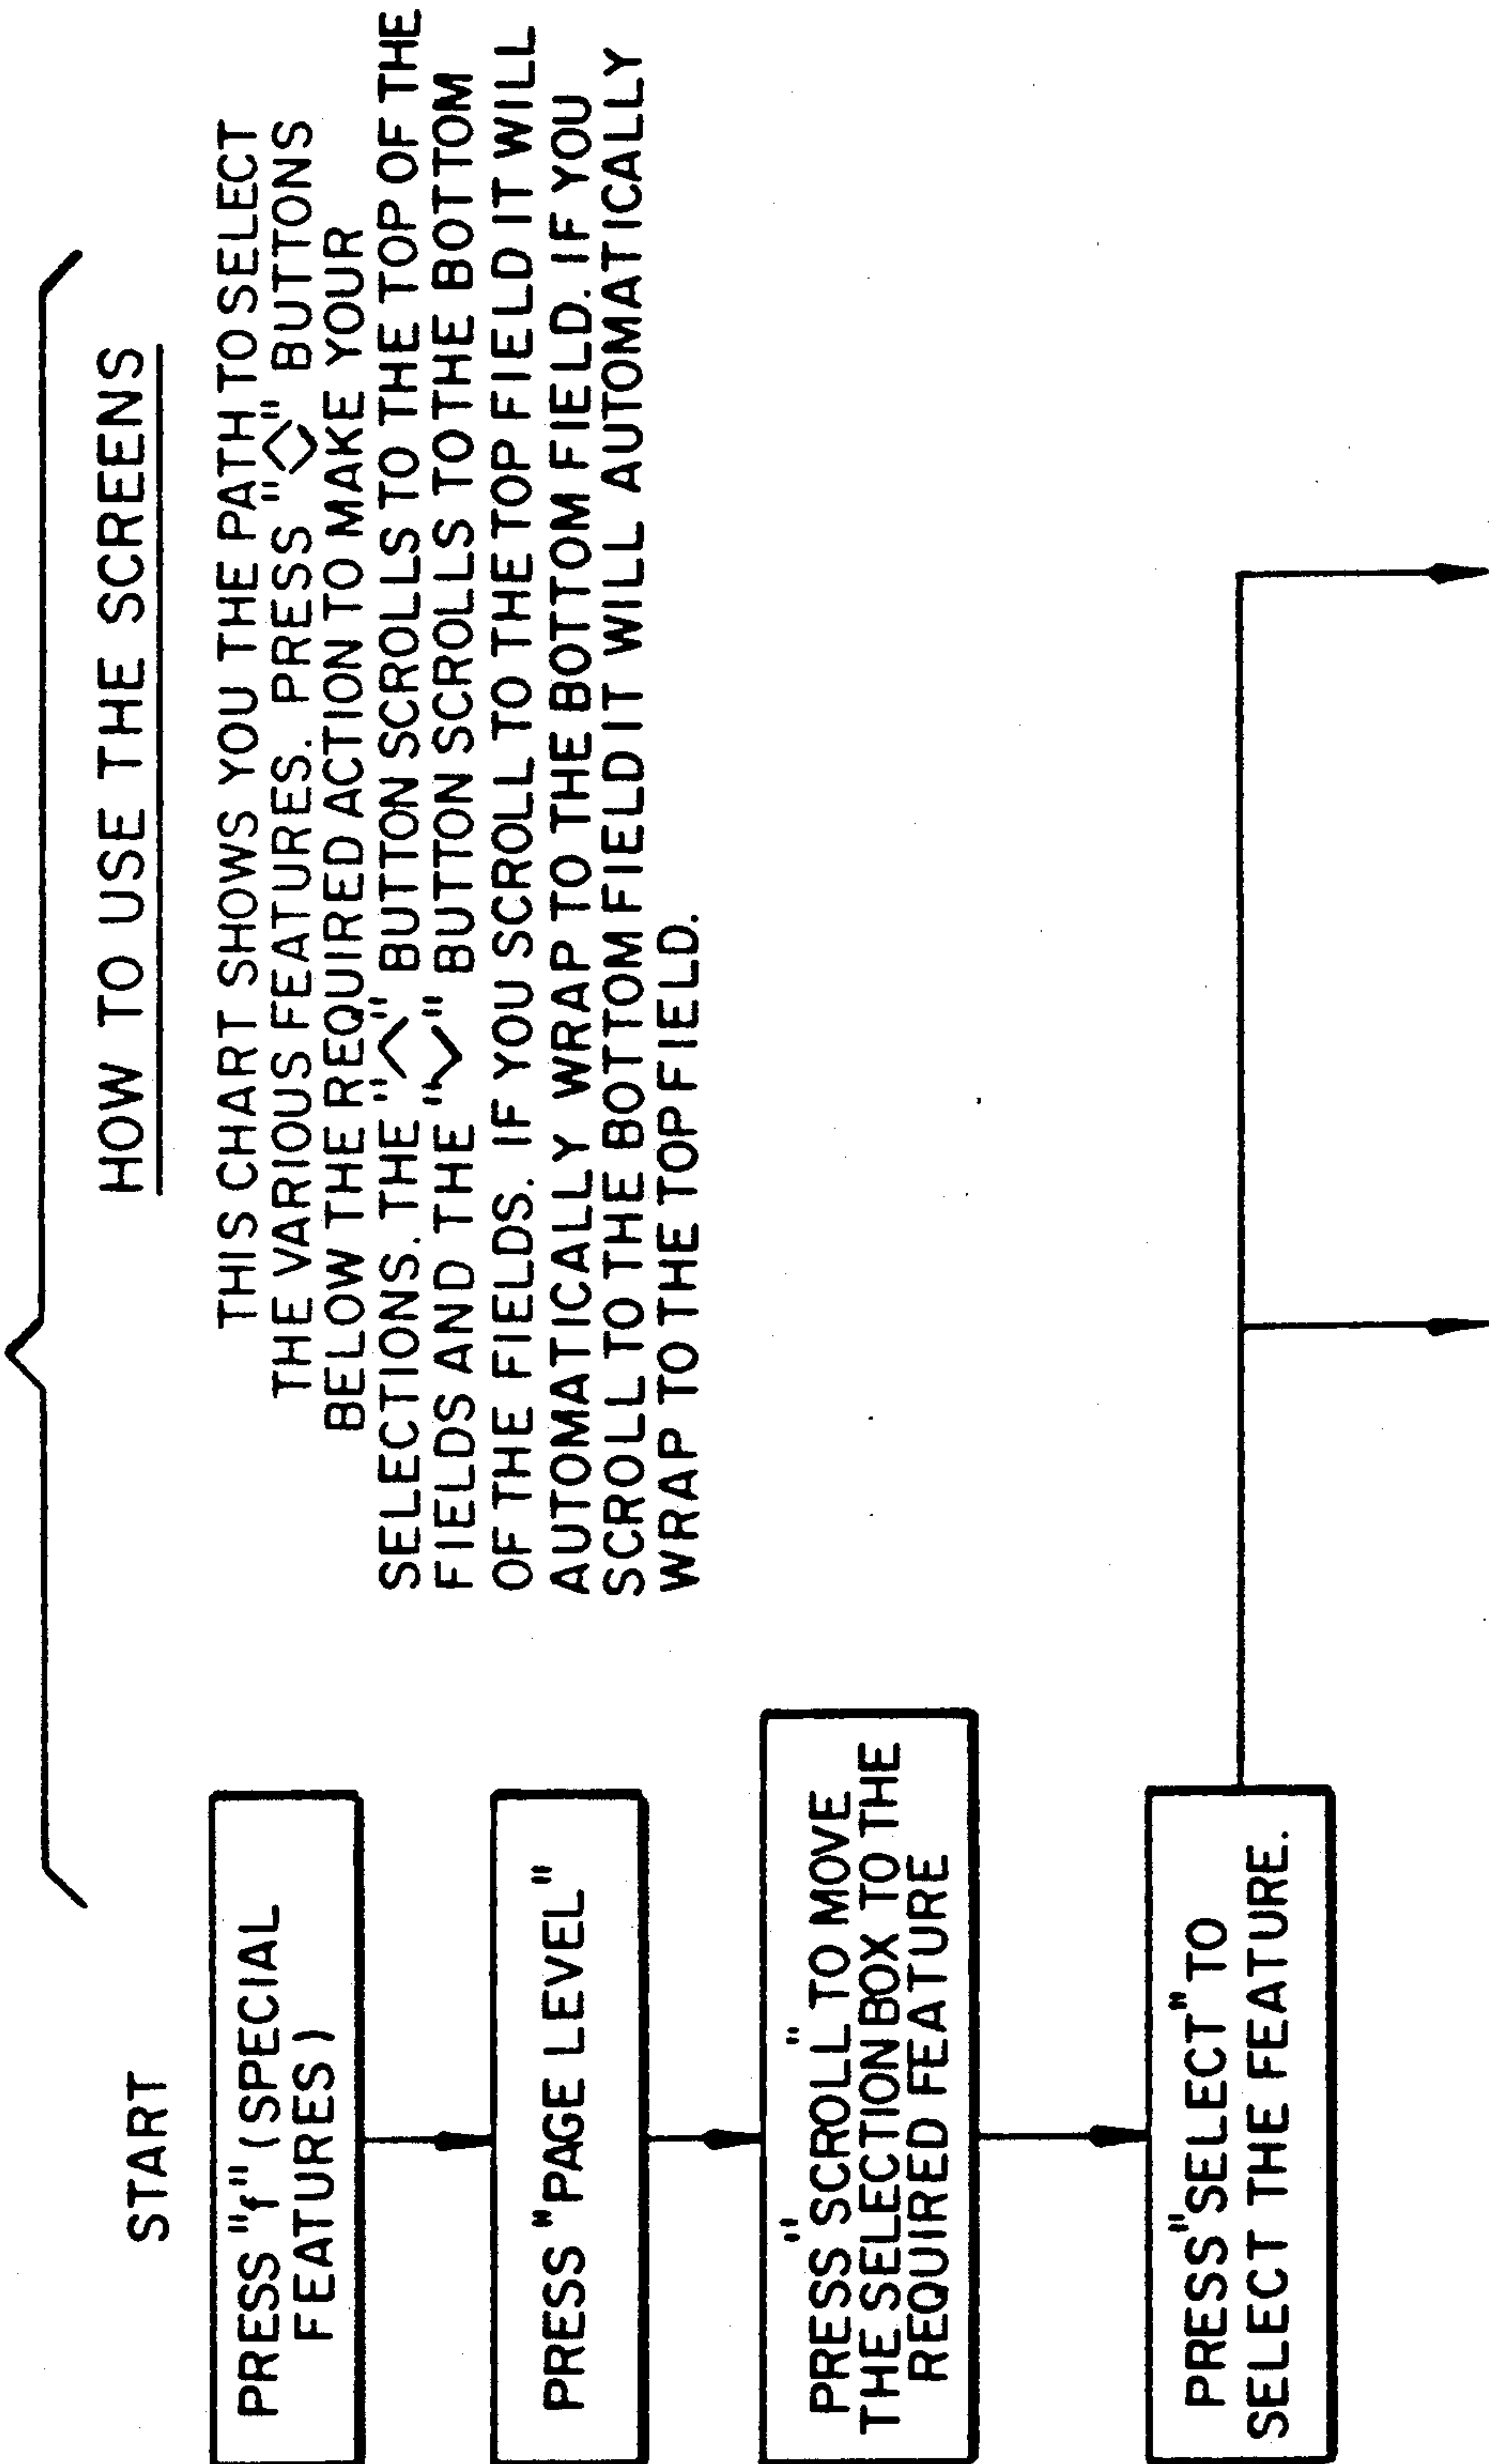 HOW TO USE THE SCREENS
THIS CHART SHOWS YOU THE PATH TO SELECT
THE VARIOUS FEATURES. PRESS "∧∨" BUTTONS
BELOW THE REQUIRED ACTION TO MAKE YOUR
SELECTIONS. THE "∧" BUTTON SCROLLS TO THE TOP OF THE
FIELDS AND THE "∨" BUTTON SCROLLS TO THE BOTTOM
OF THE FIELDS. IF YOU SCROLL TO THE TOP FIELD IT WILL
AUTOMATICALLY WRAP TO THE BOTTOM FIELD. IF YOU
SCROLL TO THE BOTTOM FIELD IT WILL AUTOMATICALLY
WRAP TO THE TOP FIELD.
START
PRESS "f" (SPECIAL
FEATURES)
PRESS "PAGE LEVEL"
PRESS "SCROLL" TO MOVE
THE SELECTION BOX TO THE
REQUIRED FEATURE
PRESS "SELECT" TO
SELECT THE FEATURE.